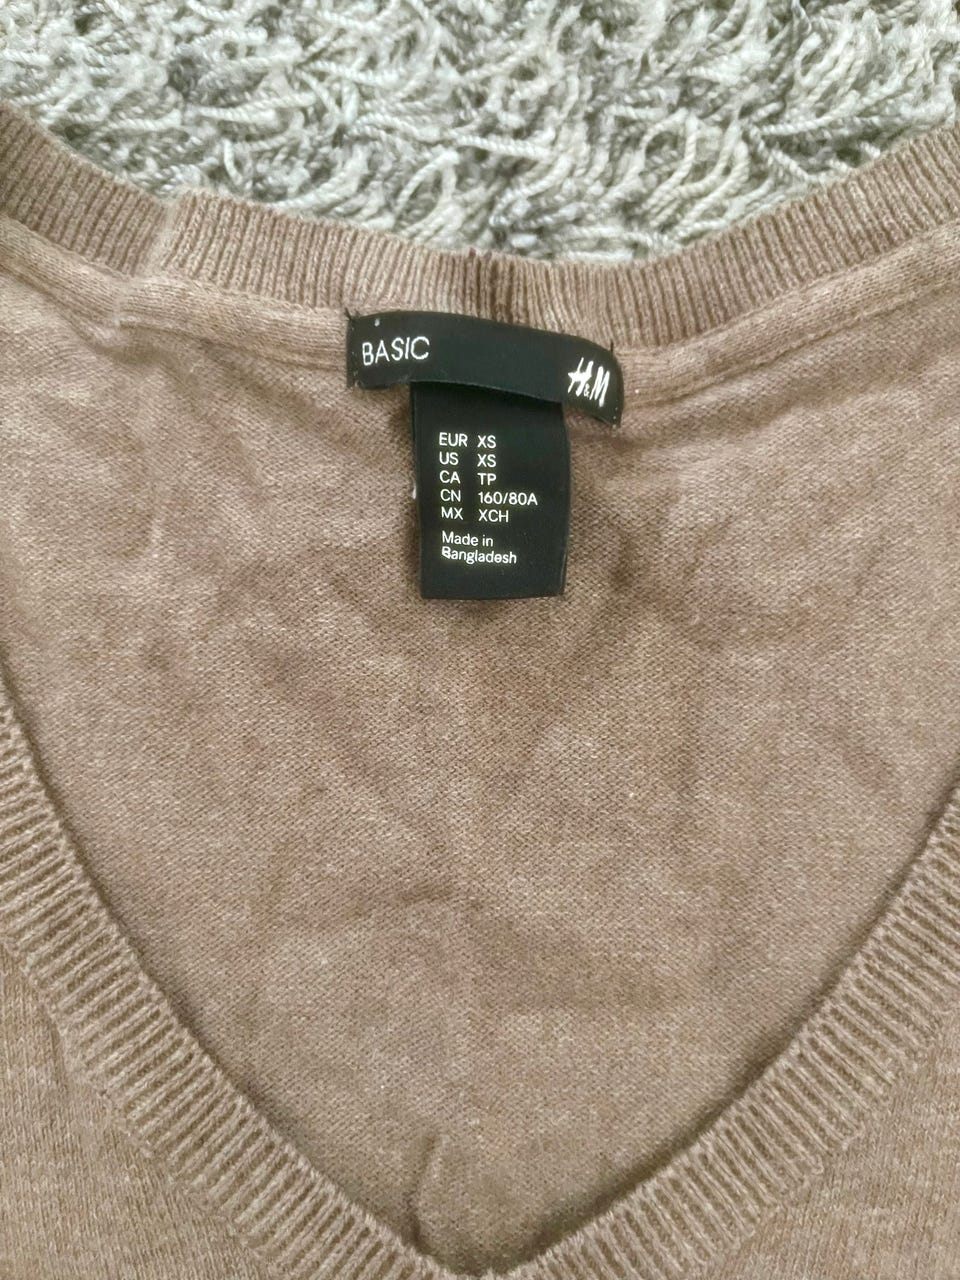 BASIC
H&M
EUR XS
US XS
CA TP
CN 160/80A
MX XCH
Made in
Bangladesh